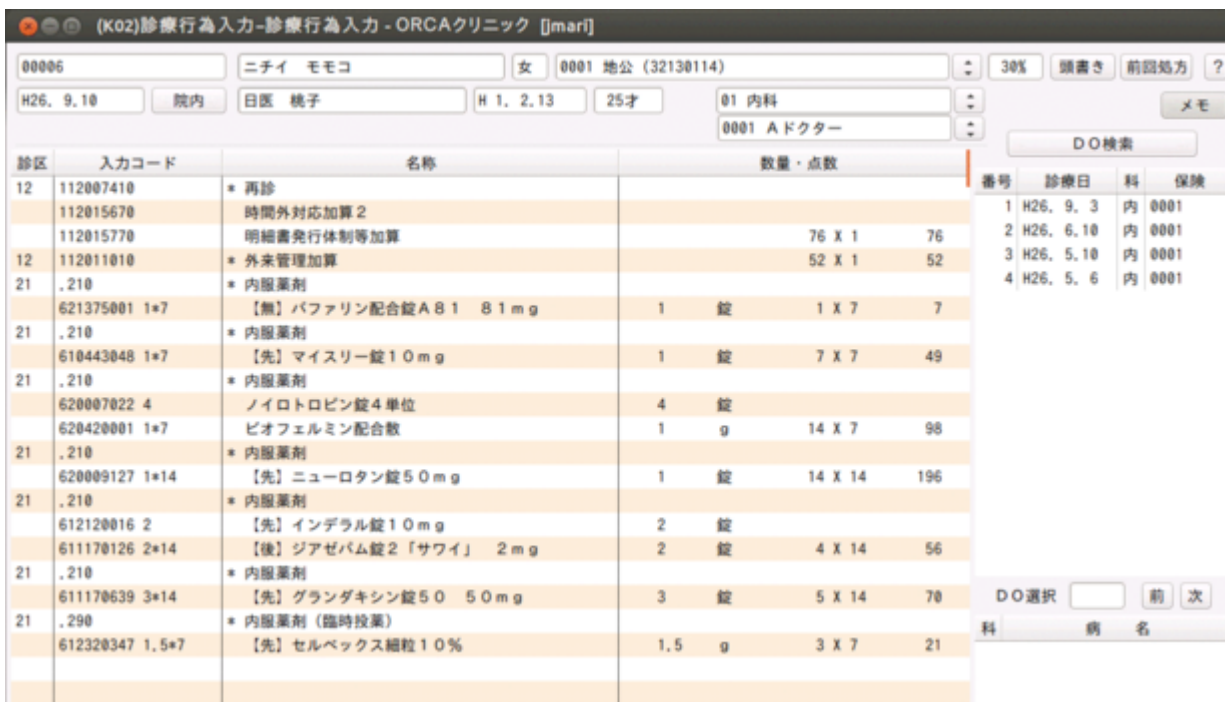 (K02)診療行為入力-診療行為入力 - ORCAクリニック [jmari]
00006 ニチイ モモコ 女 0001 地公 (32130114) 30% 頭書き 前回処方 ?
H26. 9.10 院内 日医 桃子 H 1. 2.13 25才 01 内科 メモ
0001 Aドクター
DO検索
診区 入力コード 名称 数量・点数
番号 診療日 科 保険
12 112007410 * 再診
1 H26. 9. 3 内 0001
112015670 時間外対応加算2
2 H26. 6.10 内 0001
112015770 明細書発行体制等加算 76 X 1 76
3 H26. 5.10 内 0001
12 112011010 * 外来管理加算 52 X 1 52
4 H26. 5. 6 内 0001
21 .210 * 内服薬剤
621375001 1*7 【無】バファリン配合錠A81 81mg 1 錠 1 X 7 7
21 .210 * 内服薬剤
610443048 1*7 【先】マイスリー錠10mg 1 錠 7 X 7 49
21 .210 * 内服薬剤
620007022 4 ノイロトロピン錠4単位 4 錠
620420001 1*7 ビオフェルミン配合散 1 g 14 X 7 98
21 .210 * 内服薬剤
620009127 1*14 【先】ニューロタン錠50mg 1 錠 14 X 14 196
21 .210 * 内服薬剤
612120016 2 【先】インデラル錠10mg 2 錠
611170126 2*14 【後】ジアゼパム錠2「サワイ」 2mg 2 錠 4 X 14 56
21 .210 * 内服薬剤
611170639 3*14 【先】グランダキシン錠50 50mg 3 錠 5 X 14 70
DO選択 前 次
21 .290 * 内服薬剤(臨時投薬)
科 病 名
612320347 1.5*7 【先】セルベックス細粒10% 1.5 g 3 X 7 21